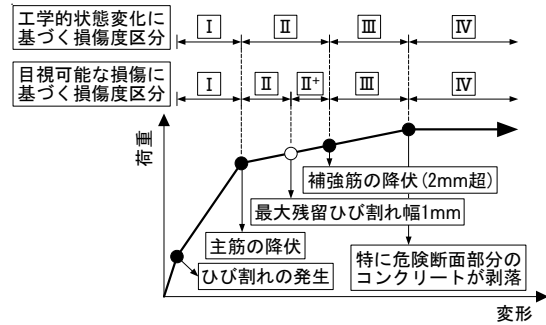 工学的状態変化に
基づく損傷度区分
Ⅰ Ⅱ Ⅲ Ⅳ
目視可能な損傷に
基づく損傷度区分
Ⅰ Ⅱ Ⅱ⁺ Ⅲ Ⅳ
荷重
補強筋の降伏(2mm超)
最大残留ひび割れ幅1mm
主筋の降伏
ひび割れの発生
特に危険断面部分の
コンクリートが剥落
変形